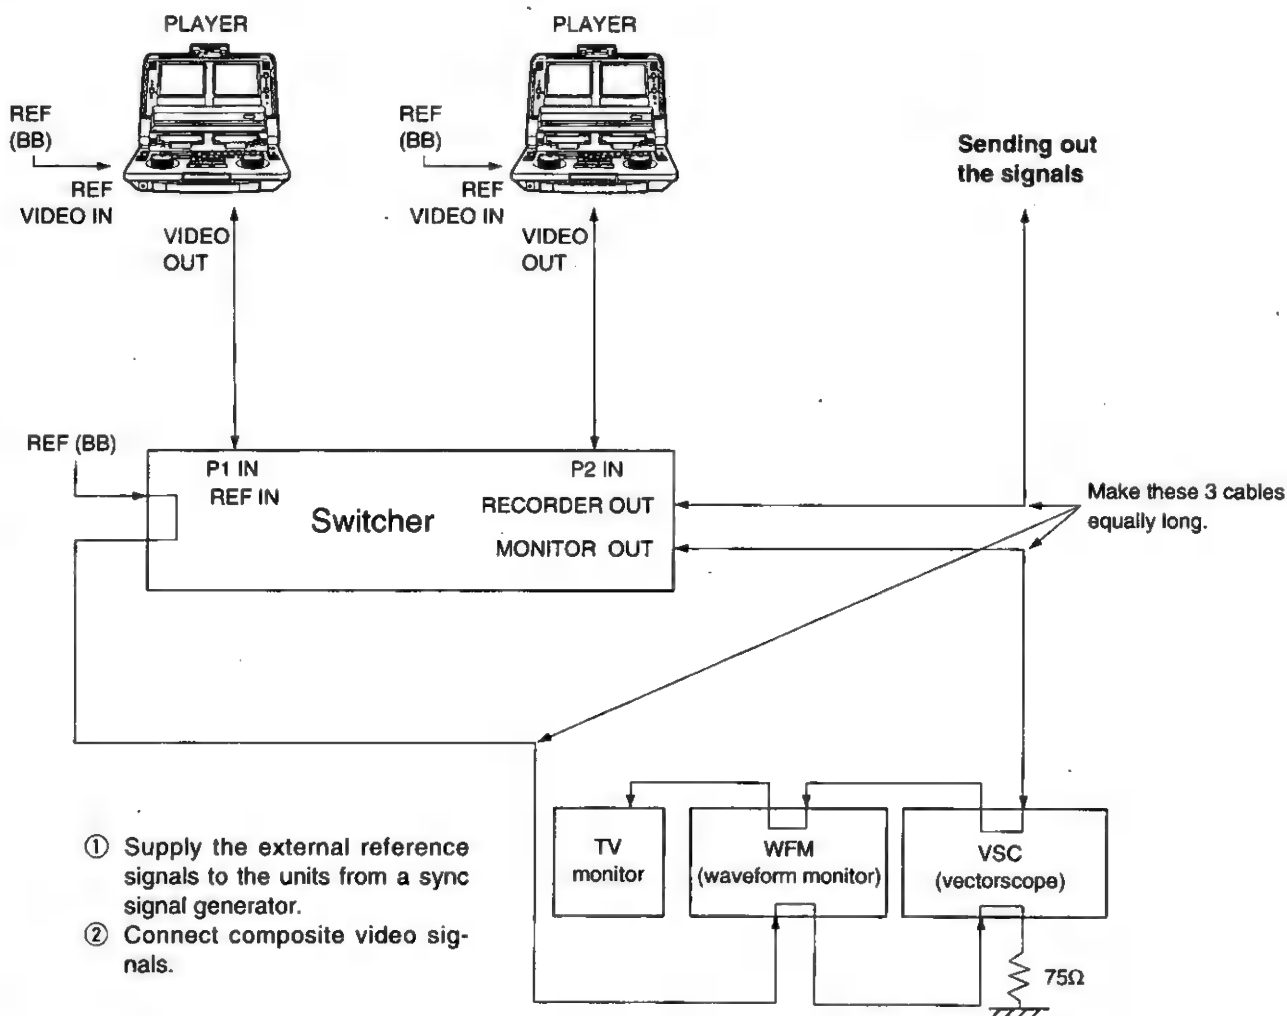 PLAYER
PLAYER
REF
(BB)
REF
VIDEO IN
REF
(BB)
REF
VIDEO IN
Sending out
the signals
VIDEO
OUT
VIDEO
OUT
REF (BB)
P1 IN
REF IN
P2 IN
Switcher
RECORDER OUT
MONITOR OUT
Make these 3 cables
equally long.
① Supply the external reference
signals to the units from a sync
signal generator.
② Connect composite video sig-
nals.
TV
monitor
WFM
(waveform monitor)
VSC
(vectorscope)
75Ω